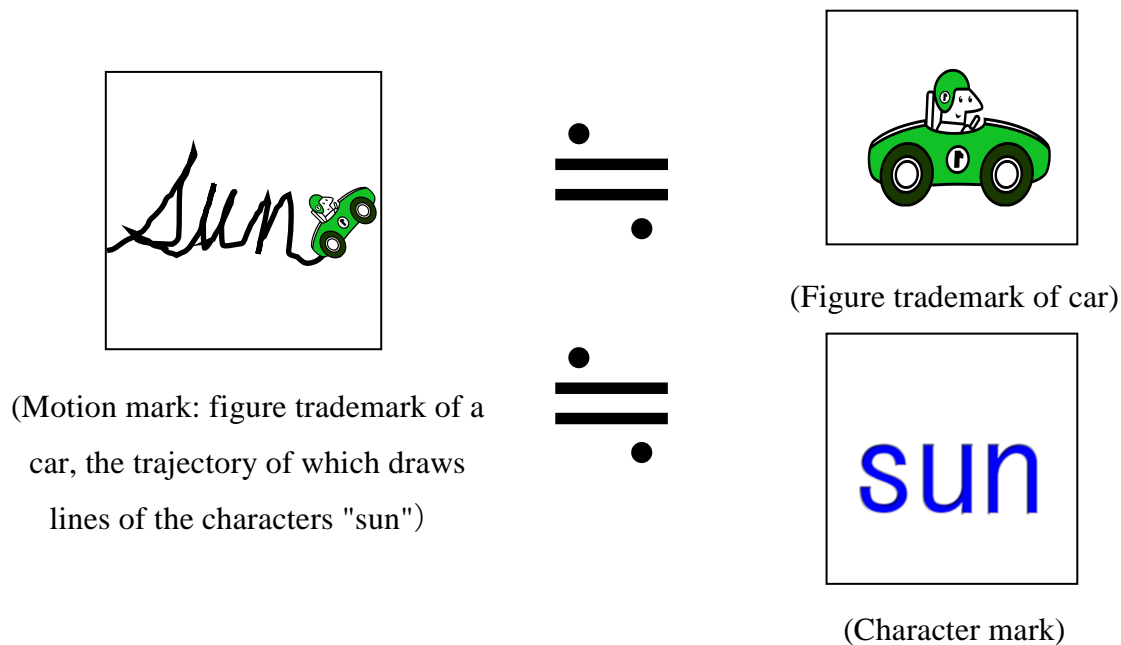 sun
(Motion mark: figure trademark of a
car, the trajectory of which draws
lines of the characters "sun")
≒
(Figure trademark of car)
≒
sun
(Character mark)